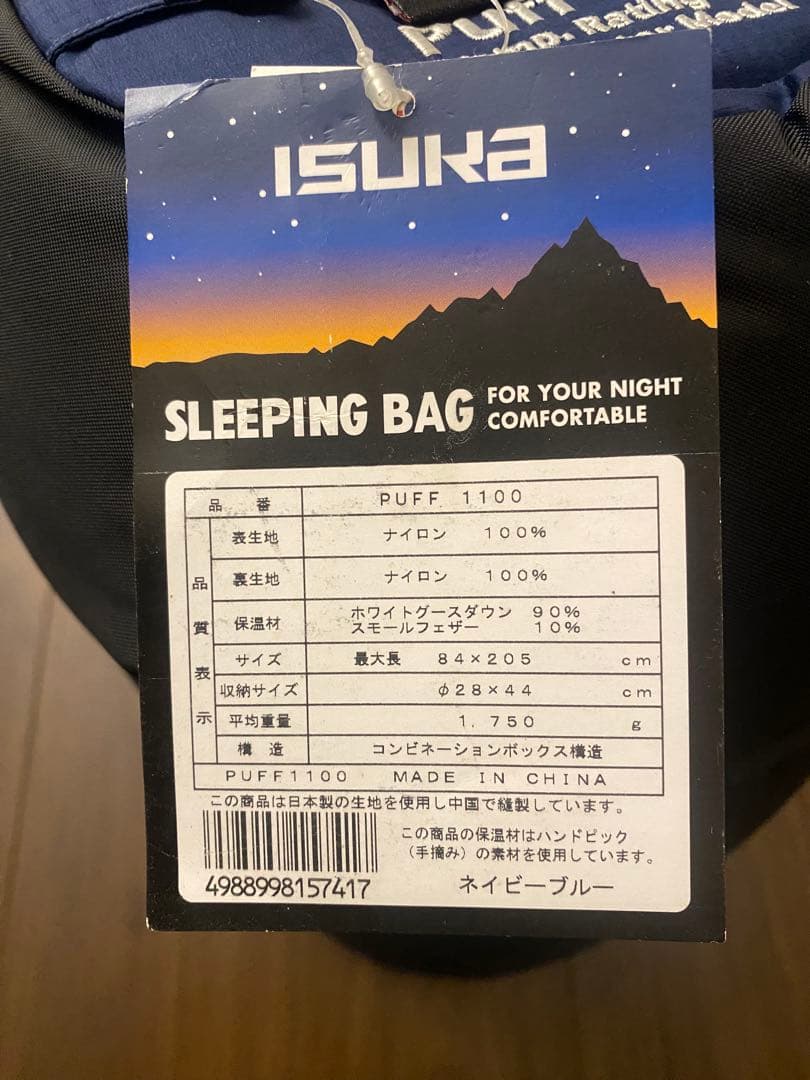 Puff
ISUKA
SLEEPING BAG FOR YOUR NIGHT
COMFORTABLE
品 番 PUFF 1100
品質表示
表生地 ナイロン 100%
裏生地 ナイロン 100%
保温材 ホワイトグースダウン 90%
スモールフェザー 10%
サイズ 最大長 84×205 cm
収納サイズ φ28×44 cm
平均重量 1,750 g
構 造 コンビネーションボックス構造
PUFF1100 MADE IN CHINA
この商品は日本製の生地を使用し中国で縫製しています。
この商品の保温材はハンドピック
(手摘み)の素材を使用しています。
4988998157417 ネイビーブルー